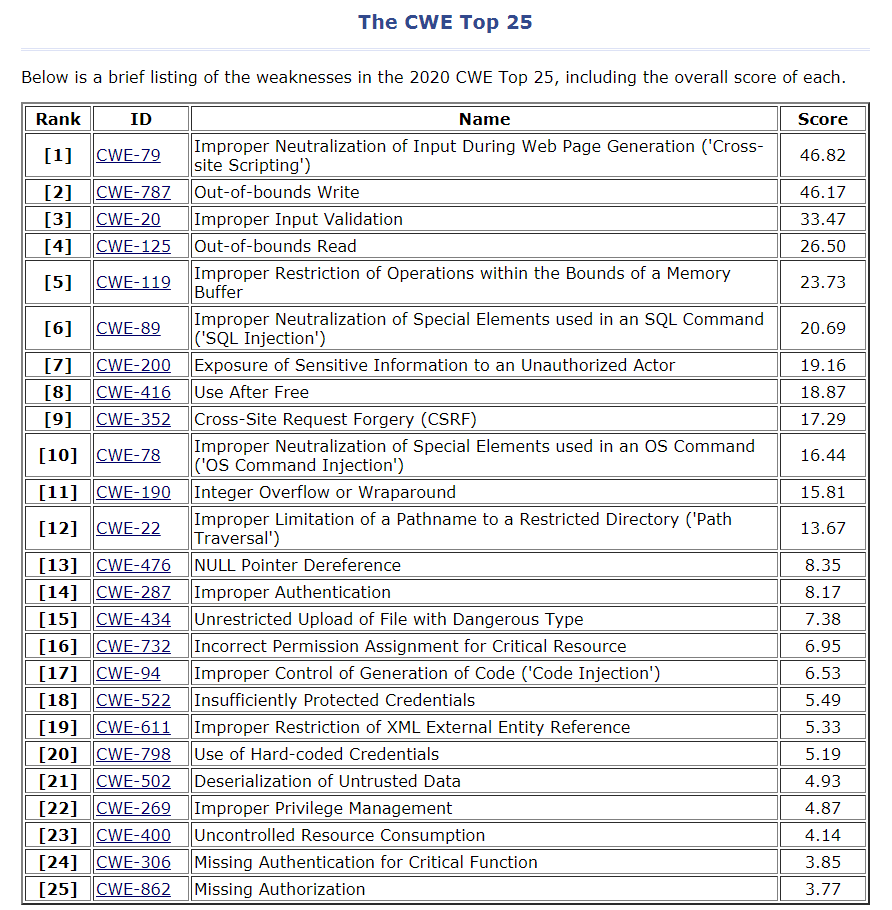 The CWE Top 25
Below is a brief listing of the weaknesses in the 2020 CWE Top 25, including the overall score of each.
Rank ID Name Score
[1] CWE-79 Improper Neutralization of Input During Web Page Generation ('Cross-
site Scripting') 46.82
[2] CWE-787 Out-of-bounds Write 46.17
[3] CWE-20 Improper Input Validation 33.47
[4] CWE-125 Out-of-bounds Read 26.50
[5] CWE-119 Improper Restriction of Operations within the Bounds of a Memory
Buffer 23.73
[6] CWE-89 Improper Neutralization of Special Elements used in an SQL Command
('SQL Injection') 20.69
[7] CWE-200 Exposure of Sensitive Information to an Unauthorized Actor 19.16
[8] CWE-416 Use After Free 18.87
[9] CWE-352 Cross-Site Request Forgery (CSRF) 17.29
[10] CWE-78 Improper Neutralization of Special Elements used in an OS Command
('OS Command Injection') 16.44
[11] CWE-190 Integer Overflow or Wraparound 15.81
[12] CWE-22 Improper Limitation of a Pathname to a Restricted Directory ('Path
Traversal') 13.67
[13] CWE-476 NULL Pointer Dereference 8.35
[14] CWE-287 Improper Authentication 8.17
[15] CWE-434 Unrestricted Upload of File with Dangerous Type 7.38
[16] CWE-732 Incorrect Permission Assignment for Critical Resource 6.95
[17] CWE-94 Improper Control of Generation of Code ('Code Injection') 6.53
[18] CWE-522 Insufficiently Protected Credentials 5.49
[19] CWE-611 Improper Restriction of XML External Entity Reference 5.33
[20] CWE-798 Use of Hard-coded Credentials 5.19
[21] CWE-502 Deserialization of Untrusted Data 4.93
[22] CWE-269 Improper Privilege Management 4.87
[23] CWE-400 Uncontrolled Resource Consumption 4.14
[24] CWE-306 Missing Authentication for Critical Function 3.85
[25] CWE-862 Missing Authorization 3.77